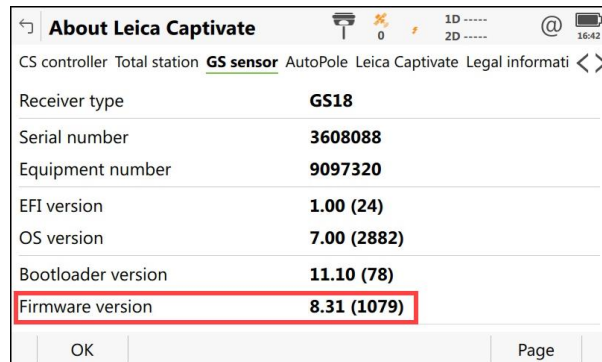 About Leica Captivate 0 1D ----- 2D ----- @ 16:42
CS controller Total station GS sensor AutoPole Leica Captivate Legal informati < >
Receiver type GS18
Serial number 3608088
Equipment number 9097320
EFI version 1.00 (24)
OS version 7.00 (2882)
Bootloader version 11.10 (78)
Firmware version 8.31 (1079)
OK Page